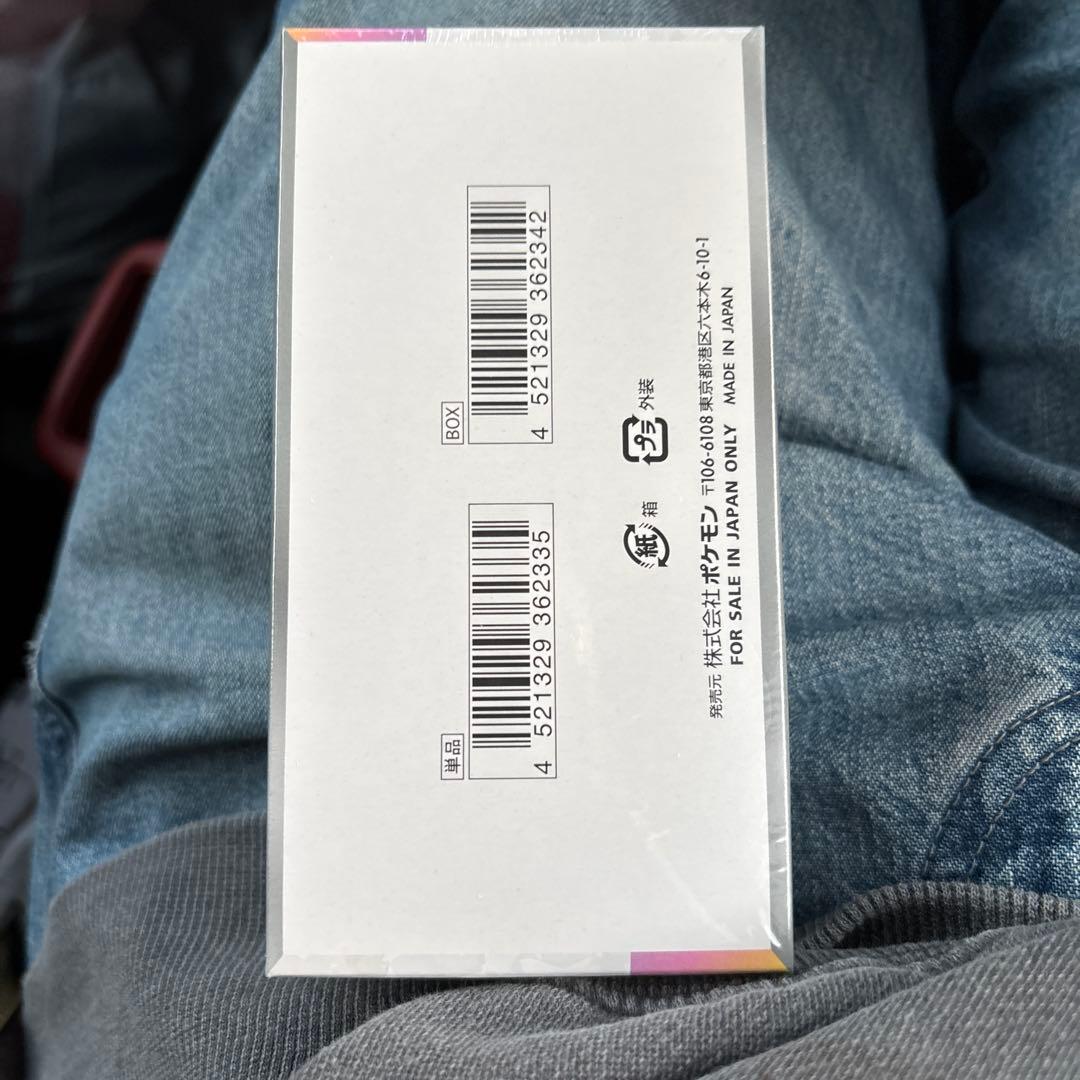 単品
4 521329 362335
BOX
4 521329 362342
紙 箱
プラ 外装
発売元 株式会社ポケモン 〒106-6108 東京都港区六本木6-10-1
FOR SALE IN JAPAN ONLY MADE IN JAPAN